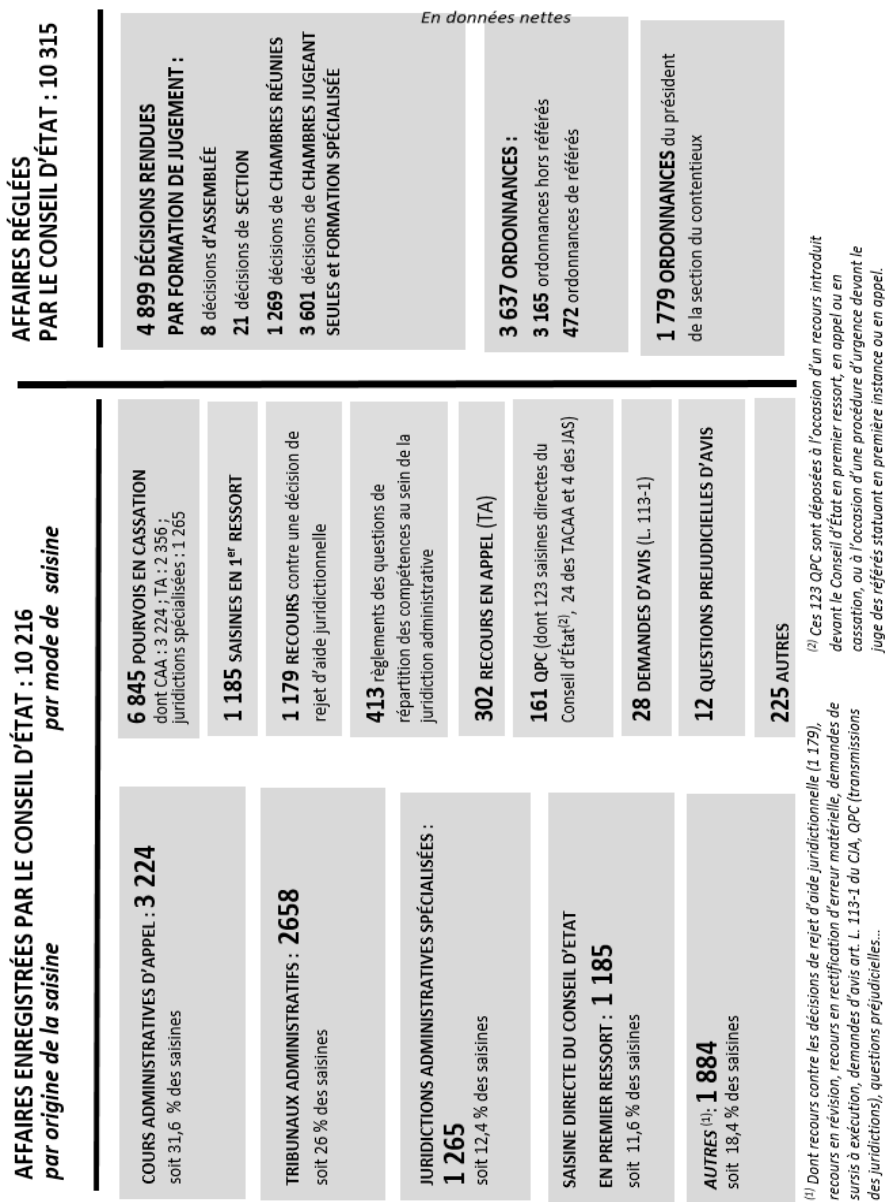 En données nettes
AFFAIRES ENREGISTRÉES PAR LE CONSEIL D'ÉTAT : 10 216
par origine de la saisine
par mode de saisine
COURS ADMINISTRATIVES D'APPEL : 3 224
soit 31,6 % des saisines
TRIBUNAUX ADMINISTRATIFS : 2658
soit 26 % des saisines
JURIDICTIONS ADMINISTRATIVES SPÉCIALISÉES :
1 265
soit 12,4 % des saisines
SAISINE DIRECTE DU CONSEIL D'ETAT
EN PREMIER RESSORT : 1 185
soit 11,6 % des saisines
AUTRES (1): 1 884
soit 18,4 % des saisines
6 845 POURVOIS EN CASSATION
dont CAA : 3 224 ; TA : 2 356 ;
juridictions spécialisées : 1 265
1 185 SAISINES EN 1er RESSORT
1 179 RECOURS contre une décision de
rejet d'aide juridictionnelle
413 règlements des questions de
répartition des compétences au sein de la
juridiction administrative
302 RECOURS EN APPEL (TA)
161 QPC (dont 123 saisines directes du
Conseil d'État(2), 24 des TACAA et 4 des JAS)
28 DEMANDES D'AVIS (L. 113-1)
12 QUESTIONS PREJUDICIELLES D'AVIS
225 AUTRES
AFFAIRES RÉGLÉES
PAR LE CONSEIL D'ÉTAT : 10 315
4 899 DÉCISIONS RENDUES
PAR FORMATION DE JUGEMENT :
8 décisions d'ASSEMBLÉE
21 décisions de SECTION
1 269 décisions de CHAMBRES RÉUNIES
3 601 décisions de CHAMBRES JUGEANT
SEULES et FORMATION SPÉCIALISÉE
3 637 ORDONNANCES :
3 165 ordonnances hors référés
472 ordonnances de référés
1 779 ORDONNANCES du président
de la section du contentieux
(1) Dont recours contre les décisions de rejet d'aide juridictionnelle (1 179),
recours en révision, recours en rectification d'erreur matérielle, demandes de
sursis à exécution, demandes d'avis art. L. 113-1 du CJA, QPC (transmissions
des juridictions), questions préjudicielles...
(2) Ces 123 QPC sont déposées à l'occasion d'un recours introduit
devant le Conseil d'État en premier ressort, en appel ou en
cassation, ou à l'occasion d'une procédure d'urgence devant le
juge des référés statuant en première instance ou en appel.